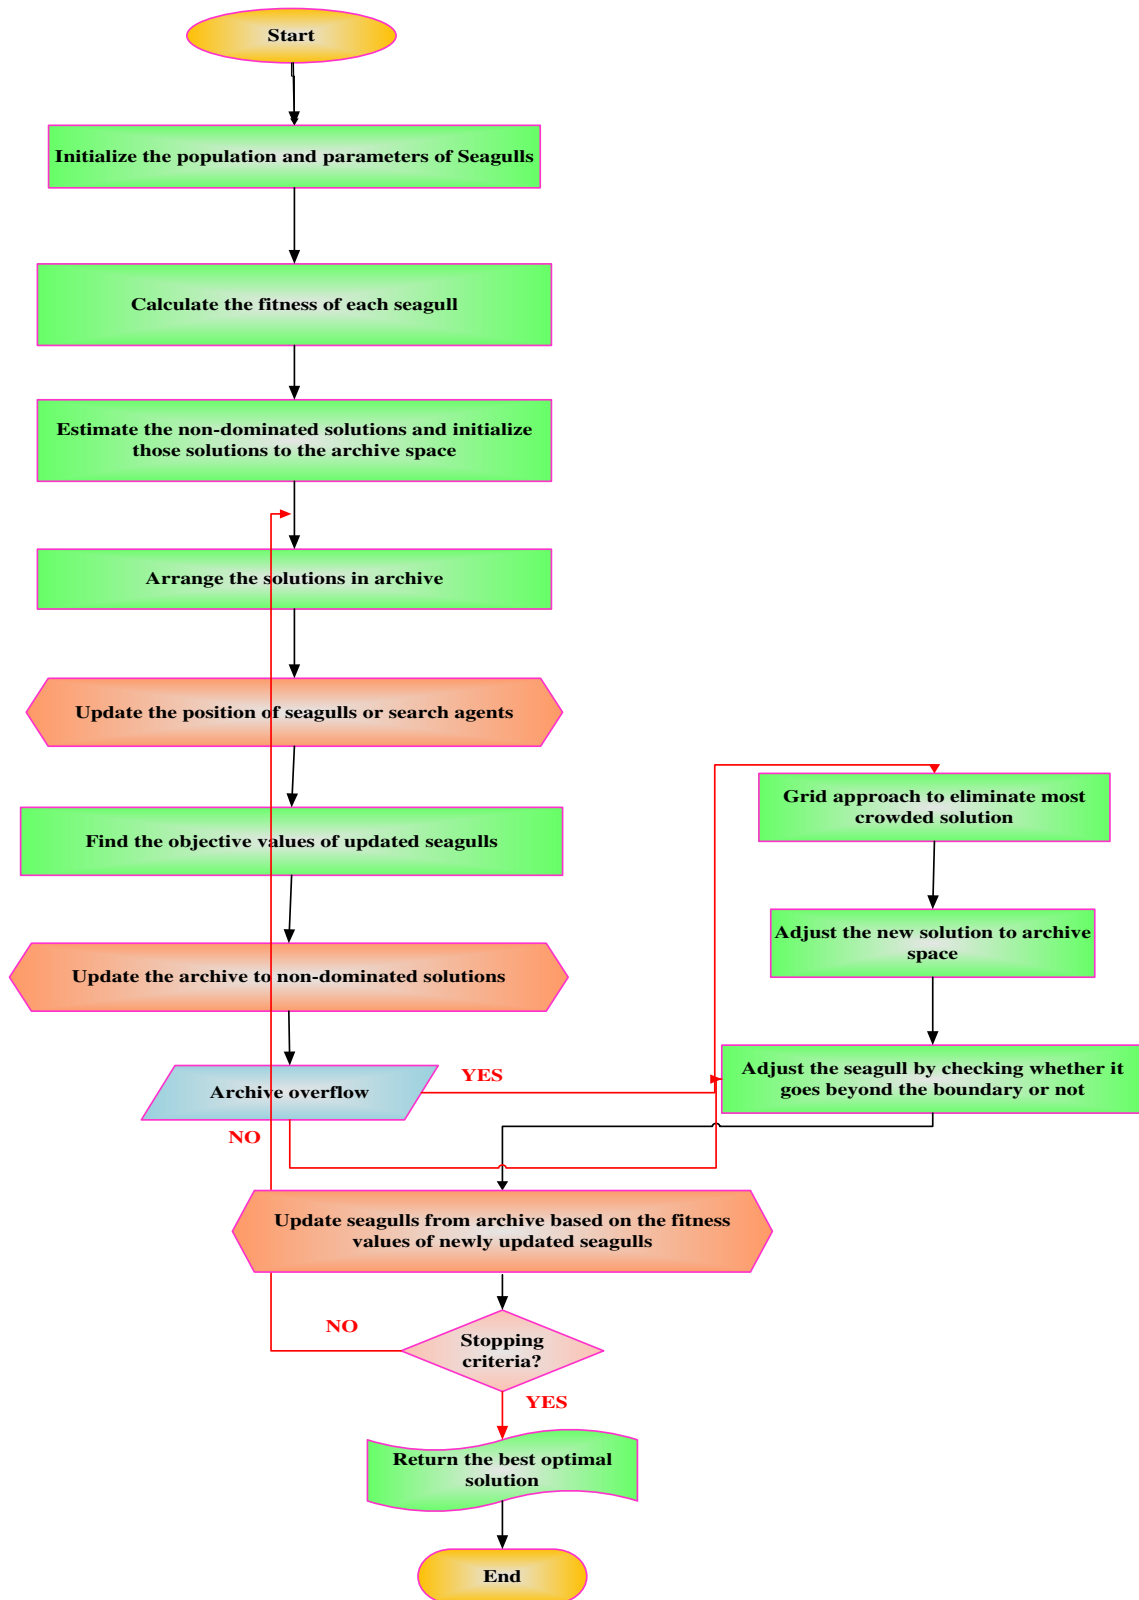 Start
Initialize the population and parameters of Seagulls
Calculate the fitness of each seagull
Estimate the non-dominated solutions and initialize
those solutions to the archive space
Arrange the solutions in archive
Update the position of seagulls or search agents
Find the objective values of updated seagulls
Update the archive to non-dominated solutions
Archive overflow
YES
NO
Grid approach to eliminate most
crowded solution
Adjust the new solution to archive
space
Adjust the seagull by checking whether it
goes beyond the boundary or not
Update seagulls from archive based on the fitness
values of newly updated seagulls
Stopping
criteria?
NO
YES
Return the best optimal
solution
End